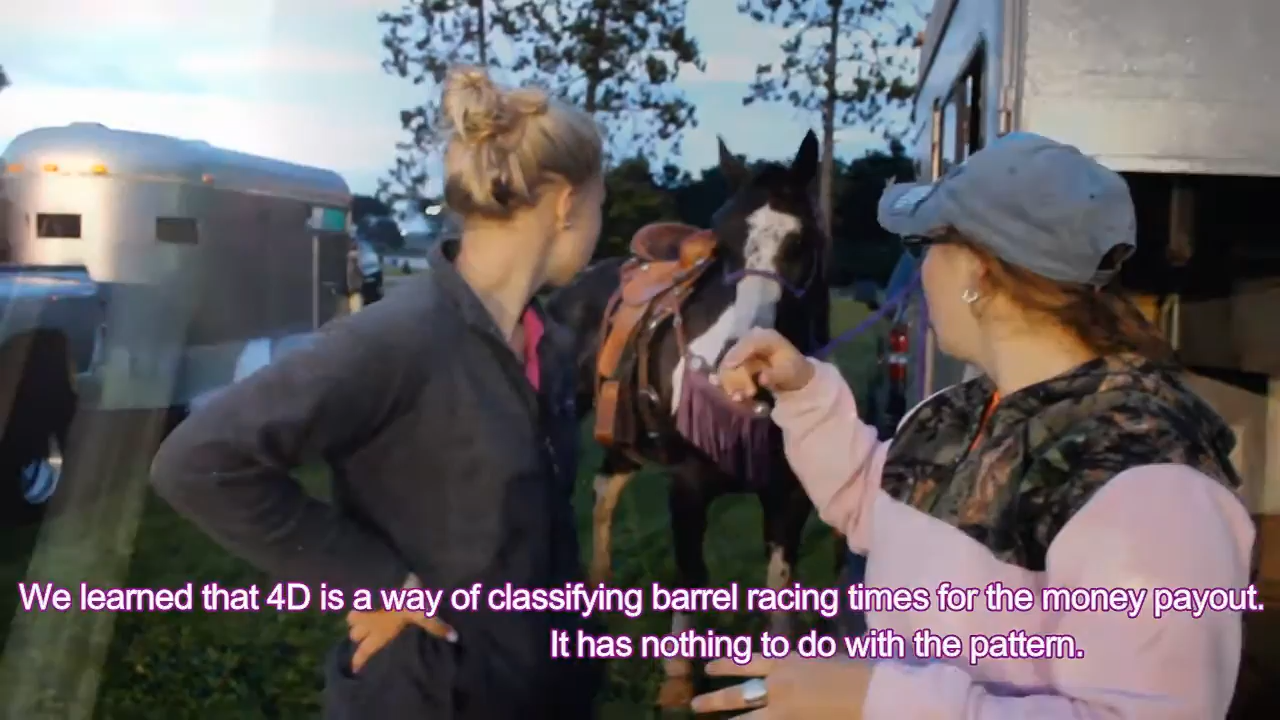 We learned that 4D is a way of classifying barrel racing times for the money payout.
It has nothing to do with the pattern.